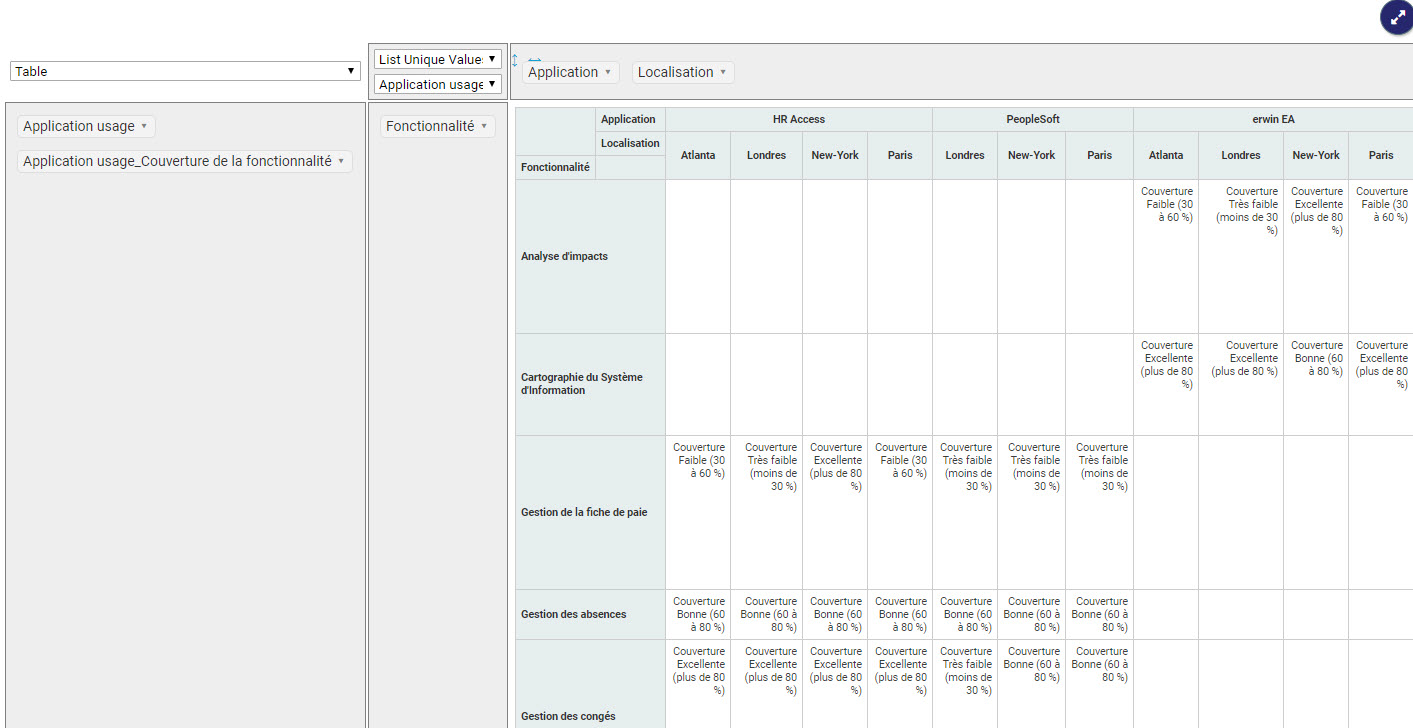 Table
List Unique Values
Application usage
Application
Localisation
Application usage
Application usage_Couverture de la fonctionnalité
Fonctionnalité
Application HR Access PeopleSoft erwin EA
Localisation
Atlanta Londres New-York Paris Londres New-York Paris Atlanta Londres New-York Paris
Fonctionnalité
Couverture Couverture Couverture Couverture
Faible (30 Très faible Excellente Faible (30
à 60 %) (moins de 30 (plus de 80 à 60 %)
%) %)
Analyse d'impacts
Couverture Couverture Couverture Couverture
Excellente Excellente Bonne (60 Excellente
(plus de 80 (plus de 80 %) à 80 %) (plus de 80
%) %)
Cartographie du Système
d'Information
Couverture Couverture Couverture Couverture Couverture Couverture Couverture
Faible (30 Très faible Excellente Faible (30 Très faible Très faible Très faible
à 60 %) (moins de (plus de 80 à 60 %) (moins de (moins de (moins de
30 %) %) 30 %) 30 %) 30 %)
Gestion de la fiche de paie
Couverture Couverture Couverture Couverture Couverture Couverture Couverture
Gestion des absences Bonne (60 Bonne (60 à Bonne (60 Bonne (60 Bonne (60 Bonne (60 à Bonne (60 à
à 80 %) 80 %) à 80 %) à 80 %) à 80 %) 80 %) 80 %)
Couverture Couverture Couverture Couverture Couverture Couverture Couverture
Excellente Excellente Excellente Excellente Très faible Bonne (60 à Bonne (60 à
(plus de 80 (plus de 80 (plus de 80 (plus de 80 (moins de 80 %) 80 %)
%) %) %) %) 30 %)
Gestion des congés